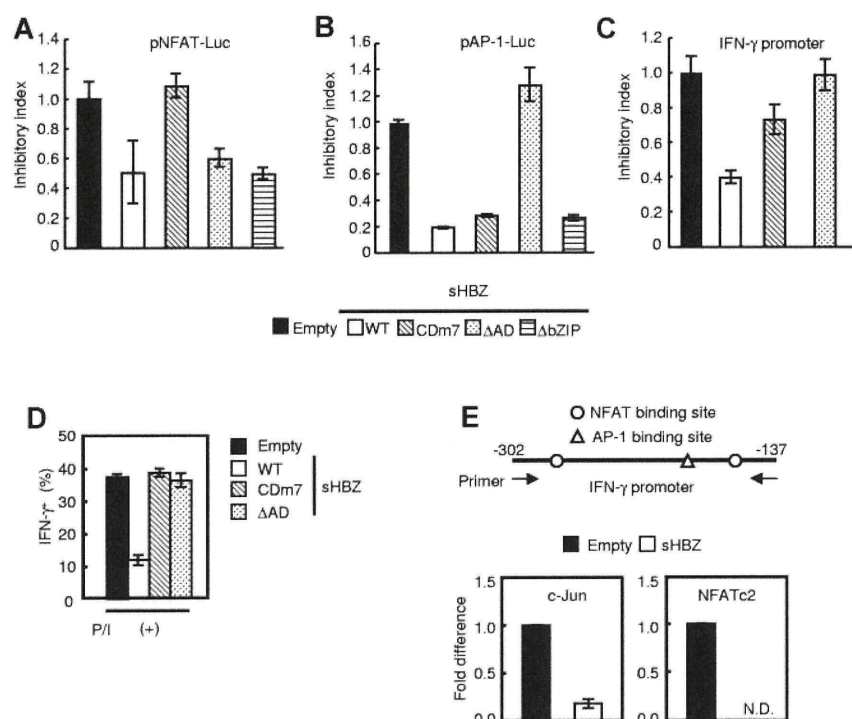 A
pNFAT-Luc
Inhibitory index
1.4
1.2
1.0
0.8
0.6
0.4
0.2
0
B
pAP-1-Luc
Inhibitory index
1.6
1.4
1.2
1.0
0.8
0.6
0.4
0.2
0
C
IFN-γ promoter
Inhibitory index
1.2
1.0
0.8
0.6
0.4
0.2
0
sHBZ
Empty WT CDm7 ΔAD ΔbZIP
D
IFN-γ (%)
50
40
30
20
10
0
P/I (+)
Empty
WT
CDm7
ΔAD
sHBZ
E
NFAT binding site
AP-1 binding site
-302 -137
Primer IFN-γ promoter
Empty sHBZ
Fold difference
1.5
1.0
0.5
0.0
c-Jun
1.5
1.0
0.5
0.0
NFATc2
N.D.